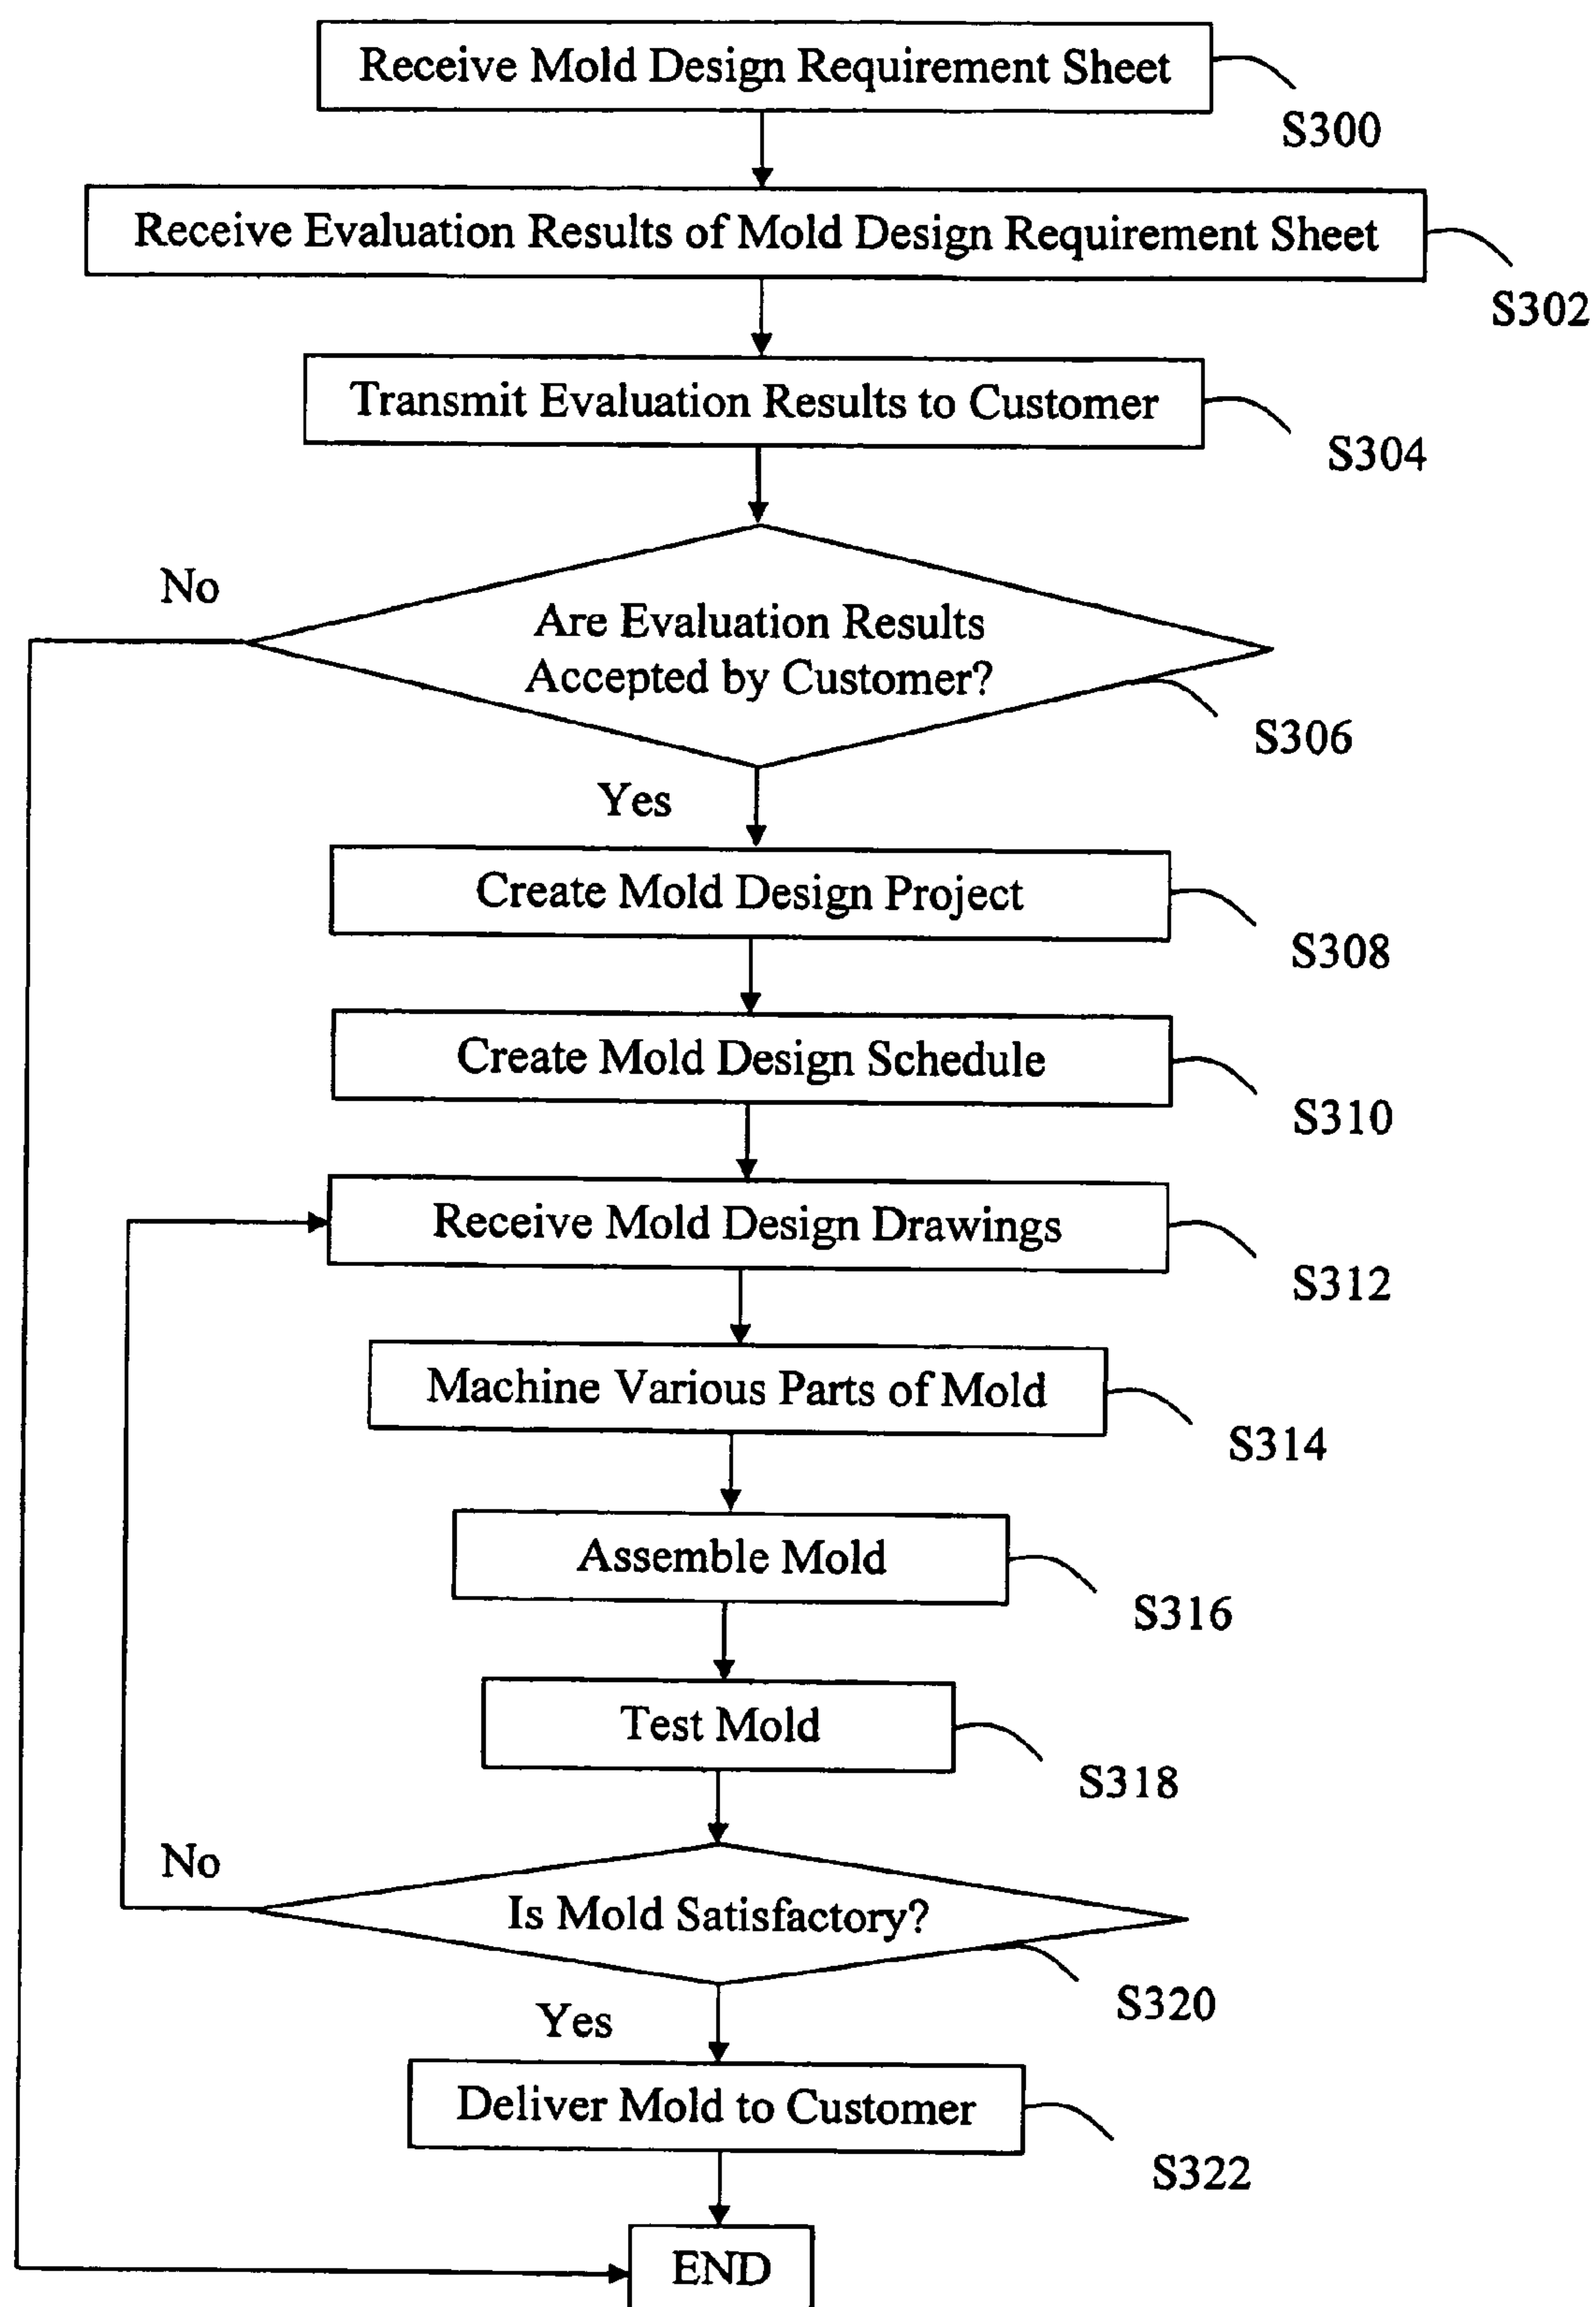 Receive Mold Design Requirement Sheet
S300
Receive Evaluation Results of Mold Design Requirement Sheet
S302
Transmit Evaluation Results to Customer
S304
No
Are Evaluation Results
Accepted by Customer?
S306
Yes
Create Mold Design Project
S308
Create Mold Design Schedule
S310
Receive Mold Design Drawings
S312
Machine Various Parts of Mold
S314
Assemble Mold
S316
Test Mold
S318
No
Is Mold Satisfactory?
S320
Yes
Deliver Mold to Customer
S322
END